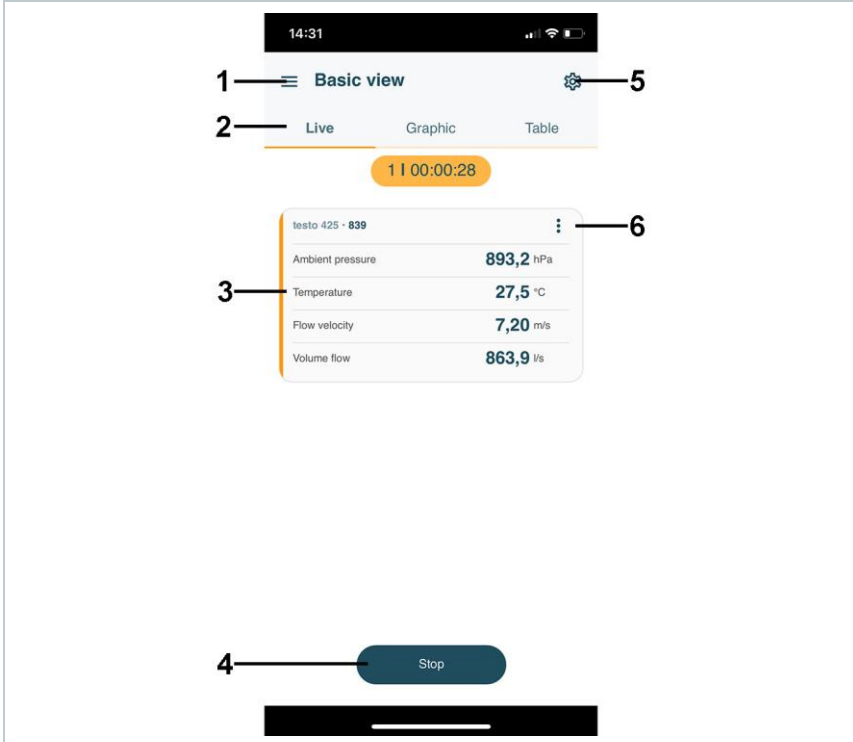 14:31
1 Basic view 5
2 Live Graphic Table
1 I 00:00:28
testo 425 · 839 6
Ambient pressure 893,2 hPa
3 Temperature 27,5 °C
Flow velocity 7,20 m/s
Volume flow 863,9 l/s
4 Stop